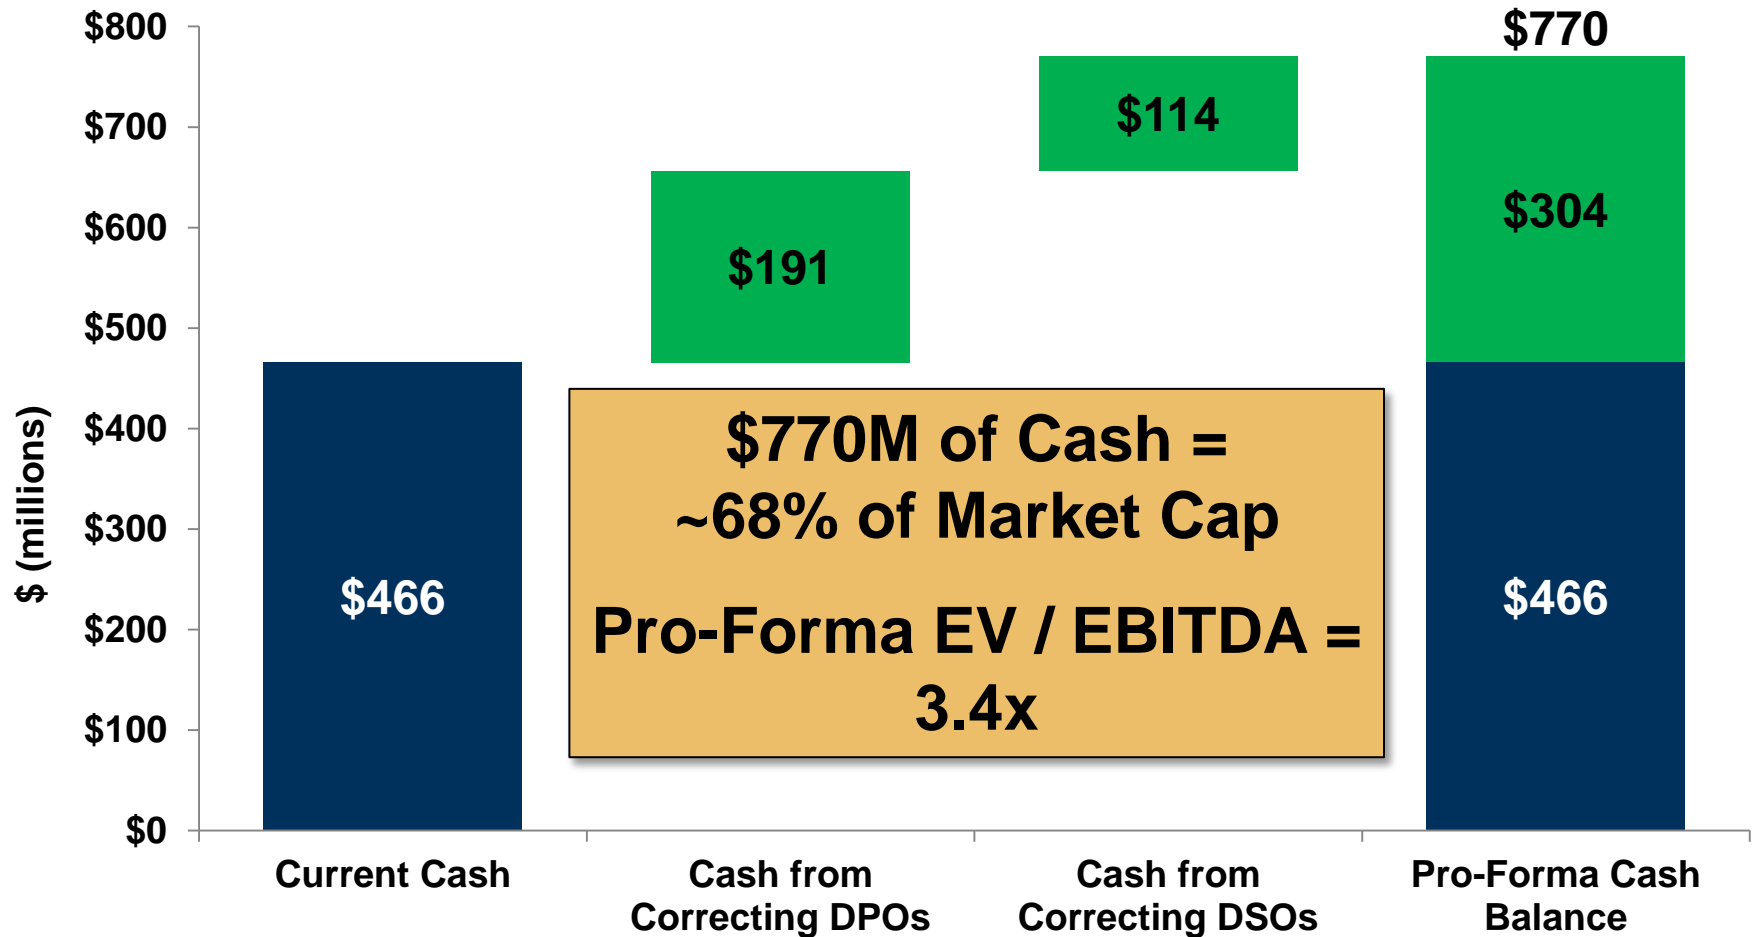 $ (millions)
$800
$700
$600
$500
$400
$300
$200
$100
$0
$466
$191
$114
$770
$304
$466
$770M of Cash =
~68% of Market Cap
Pro-Forma EV / EBITDA =
3.4x
Current Cash
Cash from
Correcting DPOs
Cash from
Correcting DSOs
Pro-Forma Cash
Balance